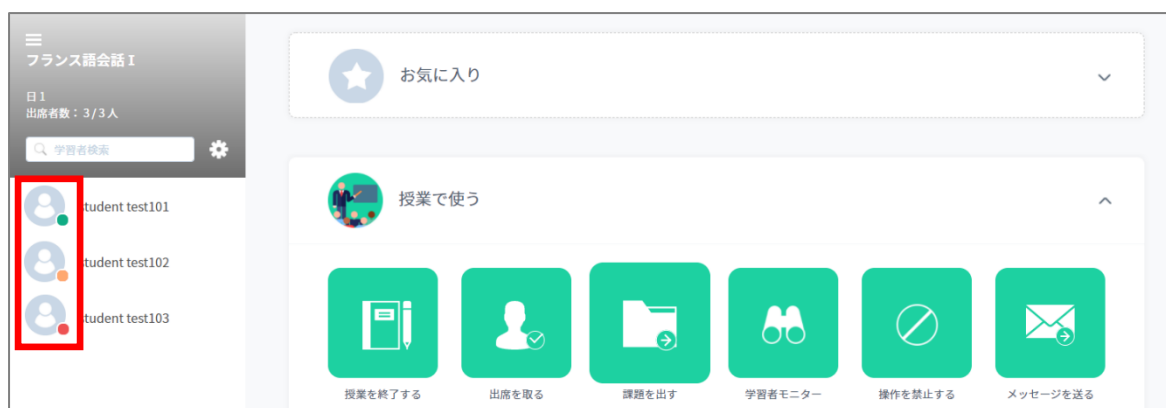 フランス語会話 I
日1
出席者数：3/3人
学習者検索
tudent test101
tudent test102
tudent test103
お気に入り
授業で使う
授業を終了する
出席を取る
課題を出す
学習者モニター
操作を禁止する
メッセージを送る